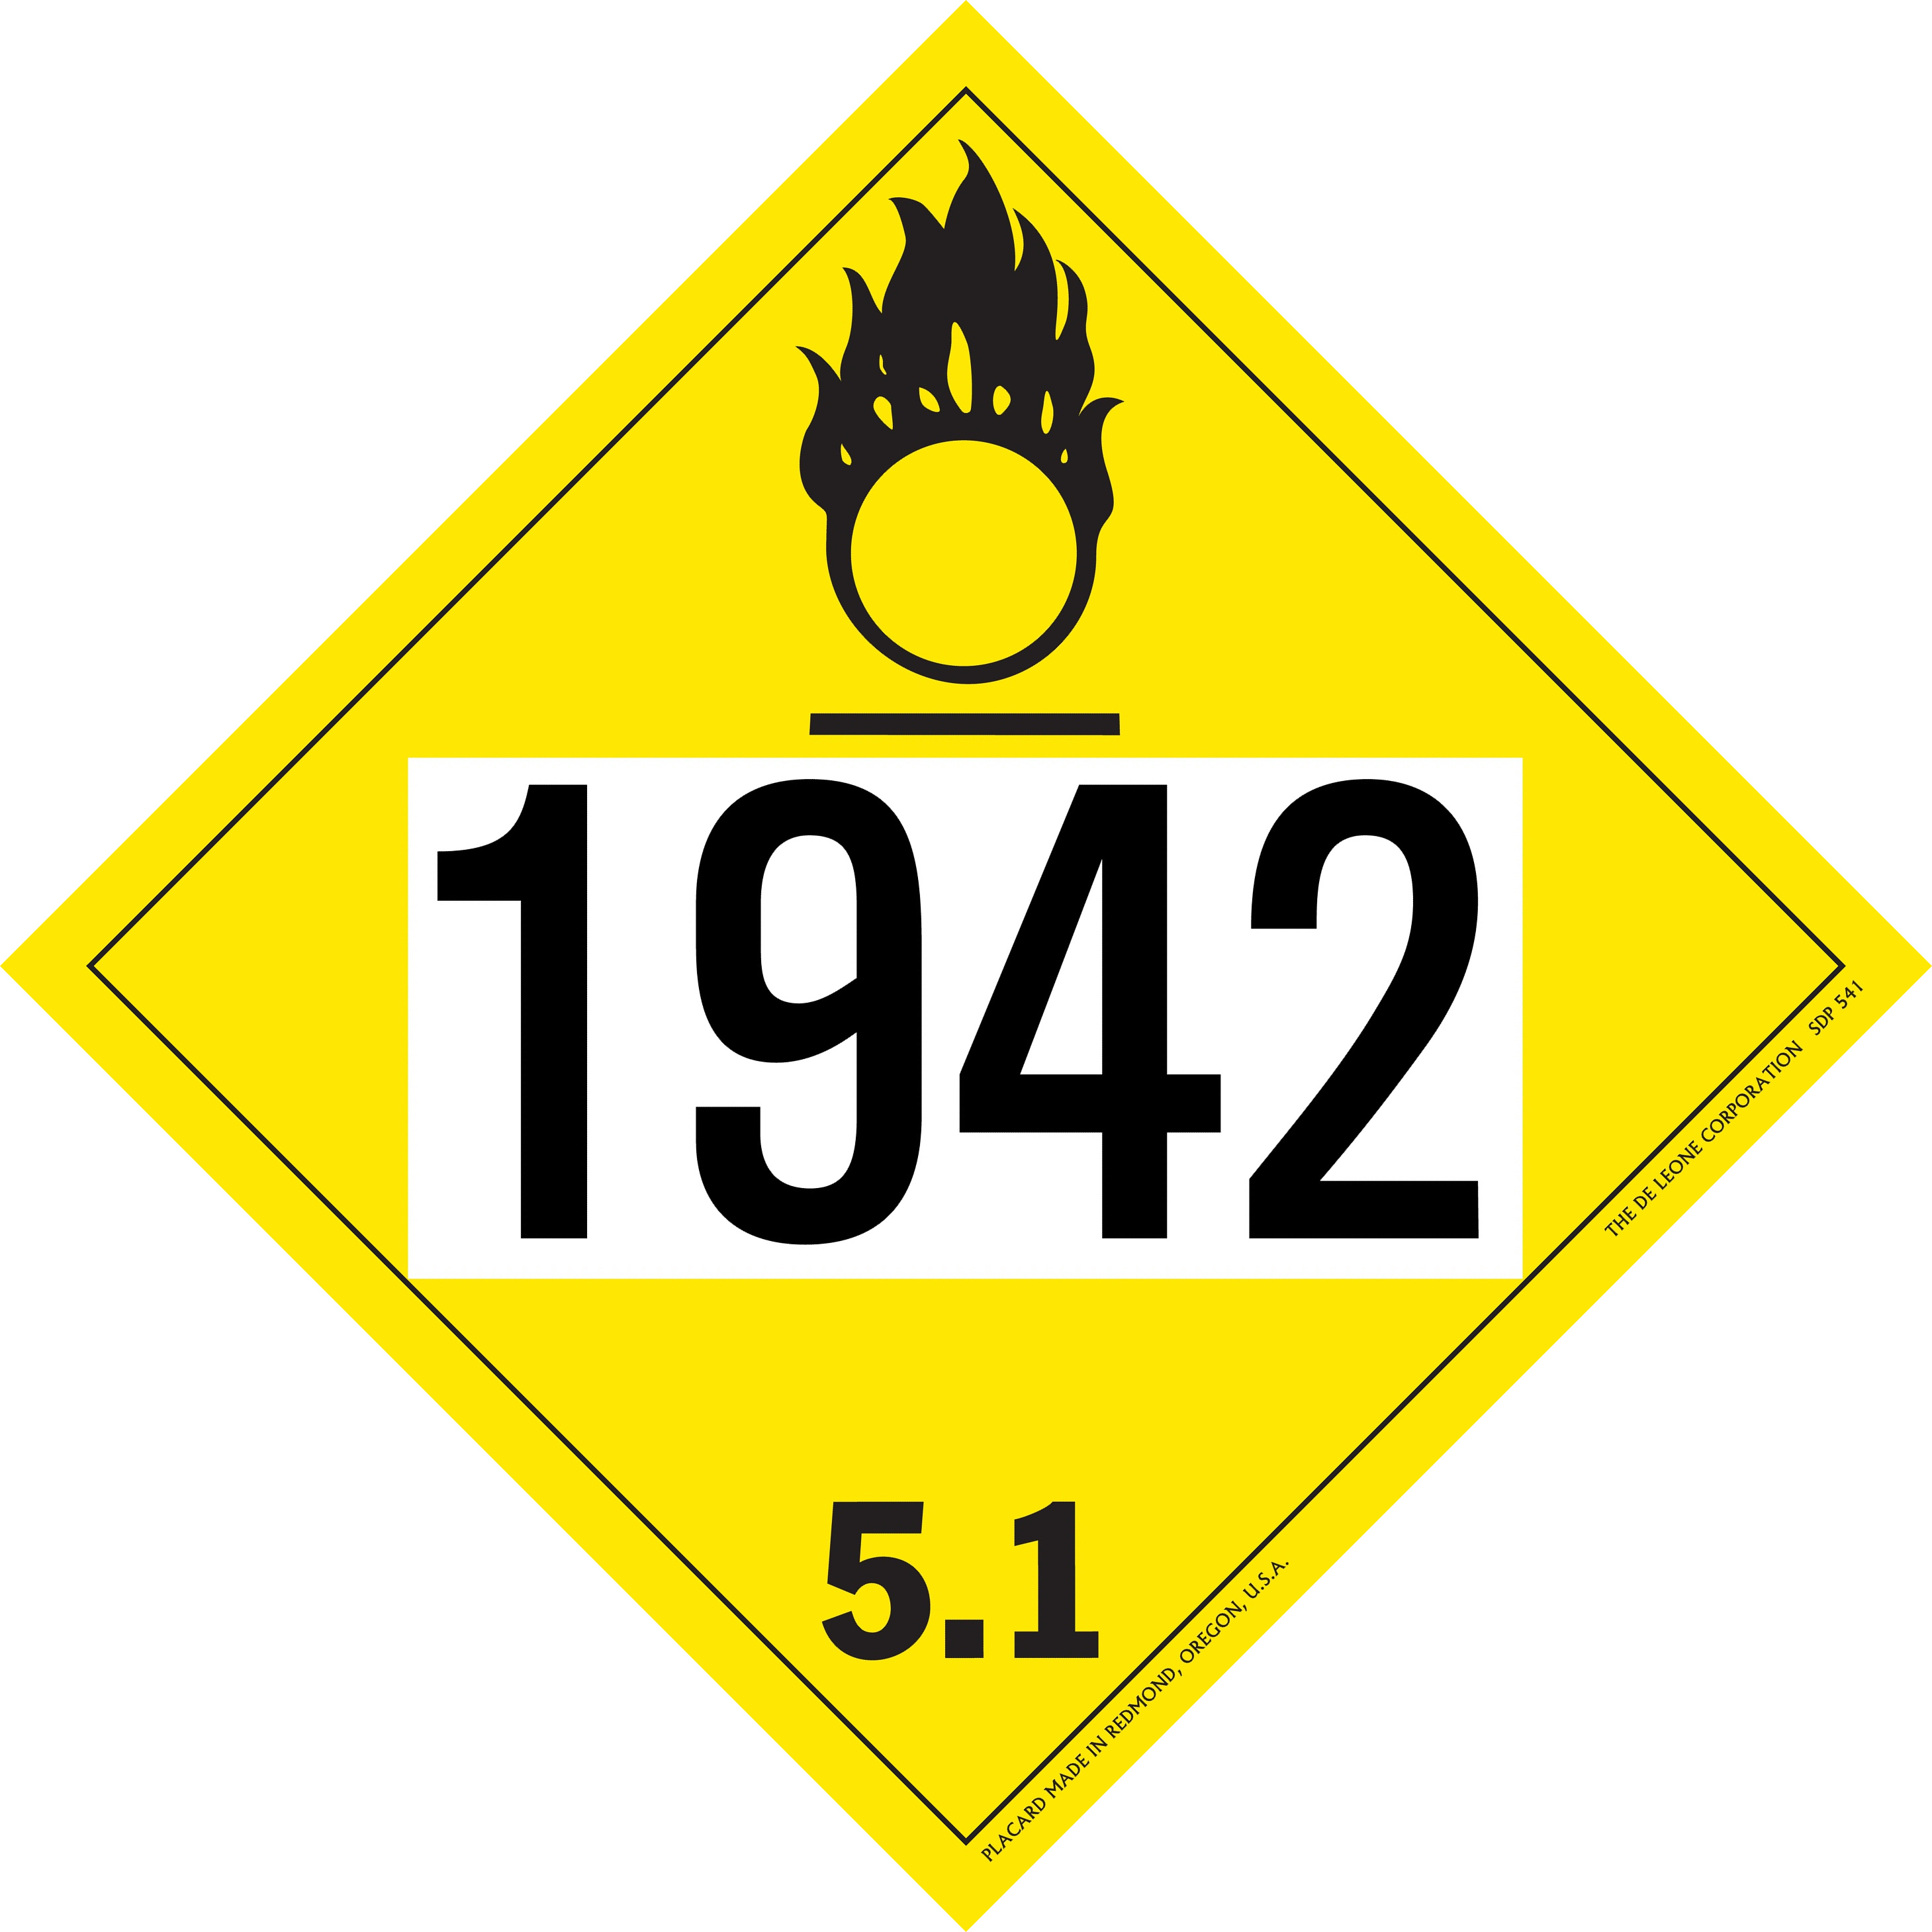 1942
5.1
THE DE LEONE CORPORATION SDP 541
PLACARD MADE IN REDMOND, OREGON, U.S.A.